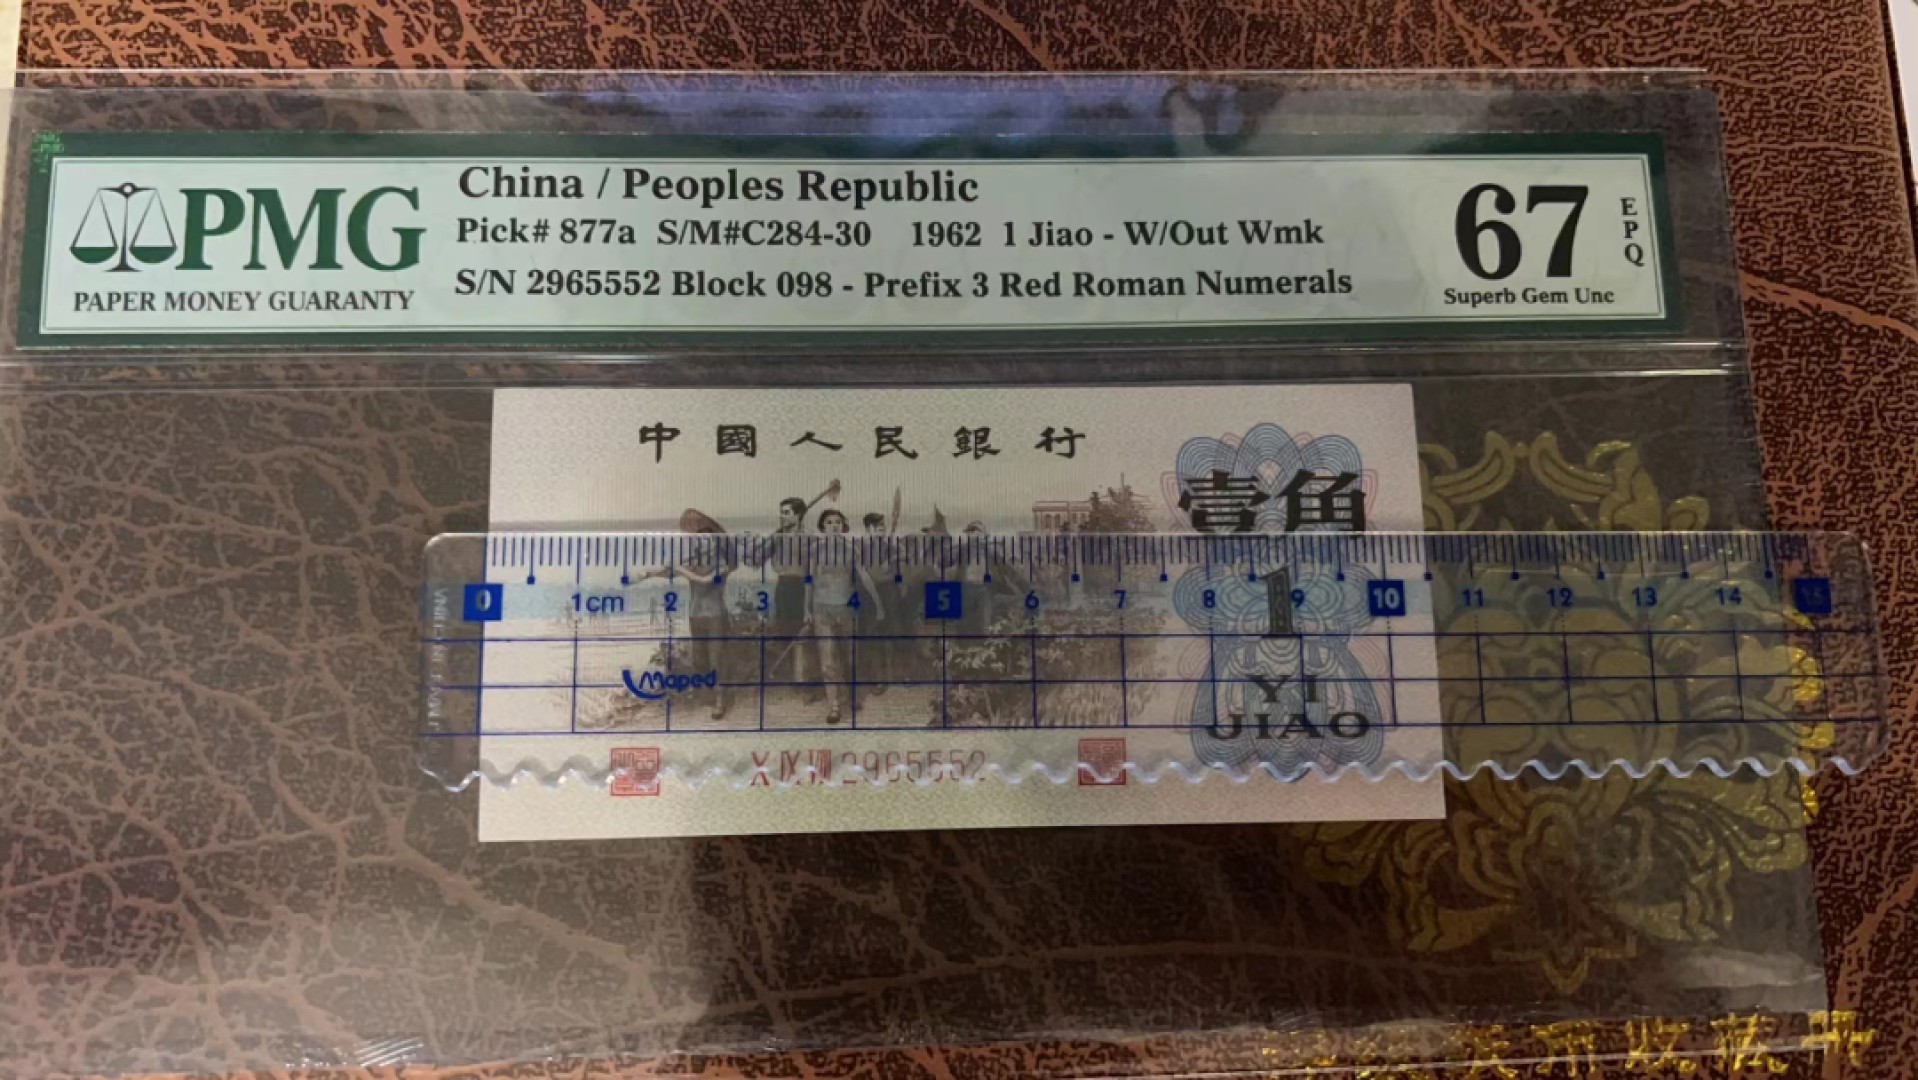 PMG
PAPER MONEY GUARANTY
China / Peoples Republic
Pick# 877a S/M#C284-30 1962 1 Jiao - W/Out Wmk
S/N 2965552 Block 098 - Prefix 3 Red Roman Numerals
67
EPQ
Superb Gem Unc
中國人民銀行
壹角
0 1cm 2 3 4 5 6 7 8 9 10 11 12 13 14 15
1
Maped
YI
JIAO
2965552